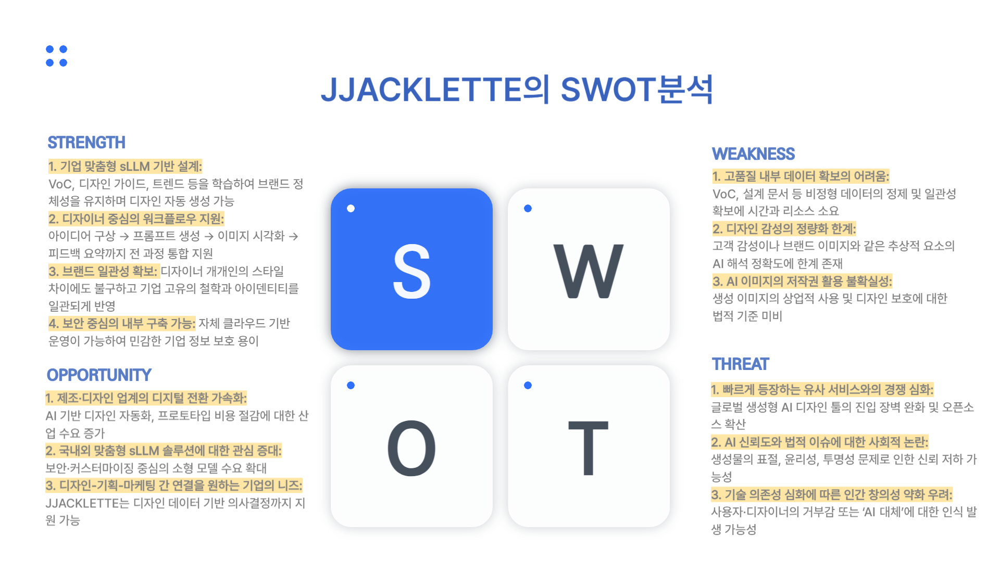 JJACKLETTE의 SWOT분석
STRENGTH
1. 기업 맞춤형 sLLM 기반 설계:
VoC, 디자인 가이드, 트렌드 등을 학습하여 브랜드 정
체성을 유지하며 디자인 자동 생성 가능
2. 디자이너 중심의 워크플로우 지원:
아이디어 구상 → 프롬프트 생성 → 이미지 시각화 →
피드백 요약까지 전 과정 통합 지원
3. 브랜드 일관성 확보: 디자이너 개개인의 스타일
차이에도 불구하고 기업 고유의 철학과 아이덴티티를
일관되게 반영
4. 보안 중심의 내부 구축 가능: 자체 클라우드 기반
운영이 가능하여 민감한 기업 정보 보호 용이
OPPORTUNITY
1. 제조·디자인 업계의 디지털 전환 가속화:
AI 기반 디자인 자동화, 프로토타입 비용 절감에 대한 산
업 수요 증가
2. 국내외 맞춤형 sLLM 솔루션에 대한 관심 증대:
보안·커스터마이징 중심의 소형 모델 수요 확대
3. 디자인-기획-마케팅 간 연결을 원하는 기업의 니즈:
JJACKLETTE는 디자인 데이터 기반 의사결정까지 지
원 가능
S
W
O
T
WEAKNESS
1. 고품질 내부 데이터 확보의 어려움:
VoC, 설계 문서 등 비정형 데이터의 정제 및 일관성
확보에 시간과 리소스 소요
2. 디자인 감성의 정량화 한계:
고객 감성이나 브랜드 이미지와 같은 추상적 요소의
AI 해석 정확도에 한계 존재
3. AI 이미지의 저작권 활용 불확실성:
생성 이미지의 상업적 사용 및 디자인 보호에 대한
법적 기준 미비
THREAT
1. 빠르게 등장하는 유사 서비스와의 경쟁 심화:
글로벌 생성형 AI 디자인 툴의 진입 장벽 완화 및 오픈소
스 확산
2. AI 신뢰도와 법적 이슈에 대한 사회적 논란:
생성물의 표절, 윤리성, 투명성 문제로 인한 신뢰 저하 가
능성
3. 기술 의존성 심화에 따른 인간 창의성 약화 우려:
사용자·디자이너의 거부감 또는 ‘AI 대체’에 대한 인식 발
생 가능성